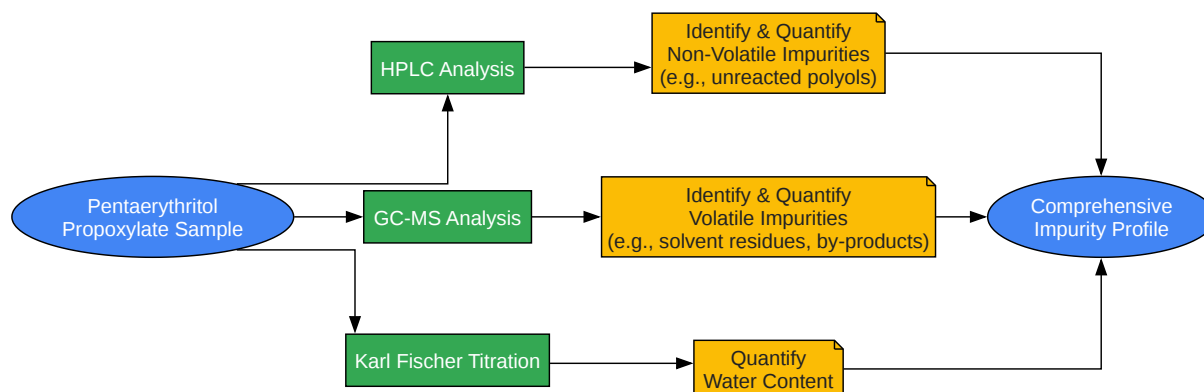 HPLC Analysis
Identify & Quantify
Non-Volatile Impurities
(e.g., unreacted polyols)
Pentaerythritol
Propoxylate Sample
GC-MS Analysis
Identify & Quantify
Volatile Impurities
(e.g., solvent residues, by-products)
Comprehensive
Impurity Profile
Karl Fischer Titration
Quantify
Water Content